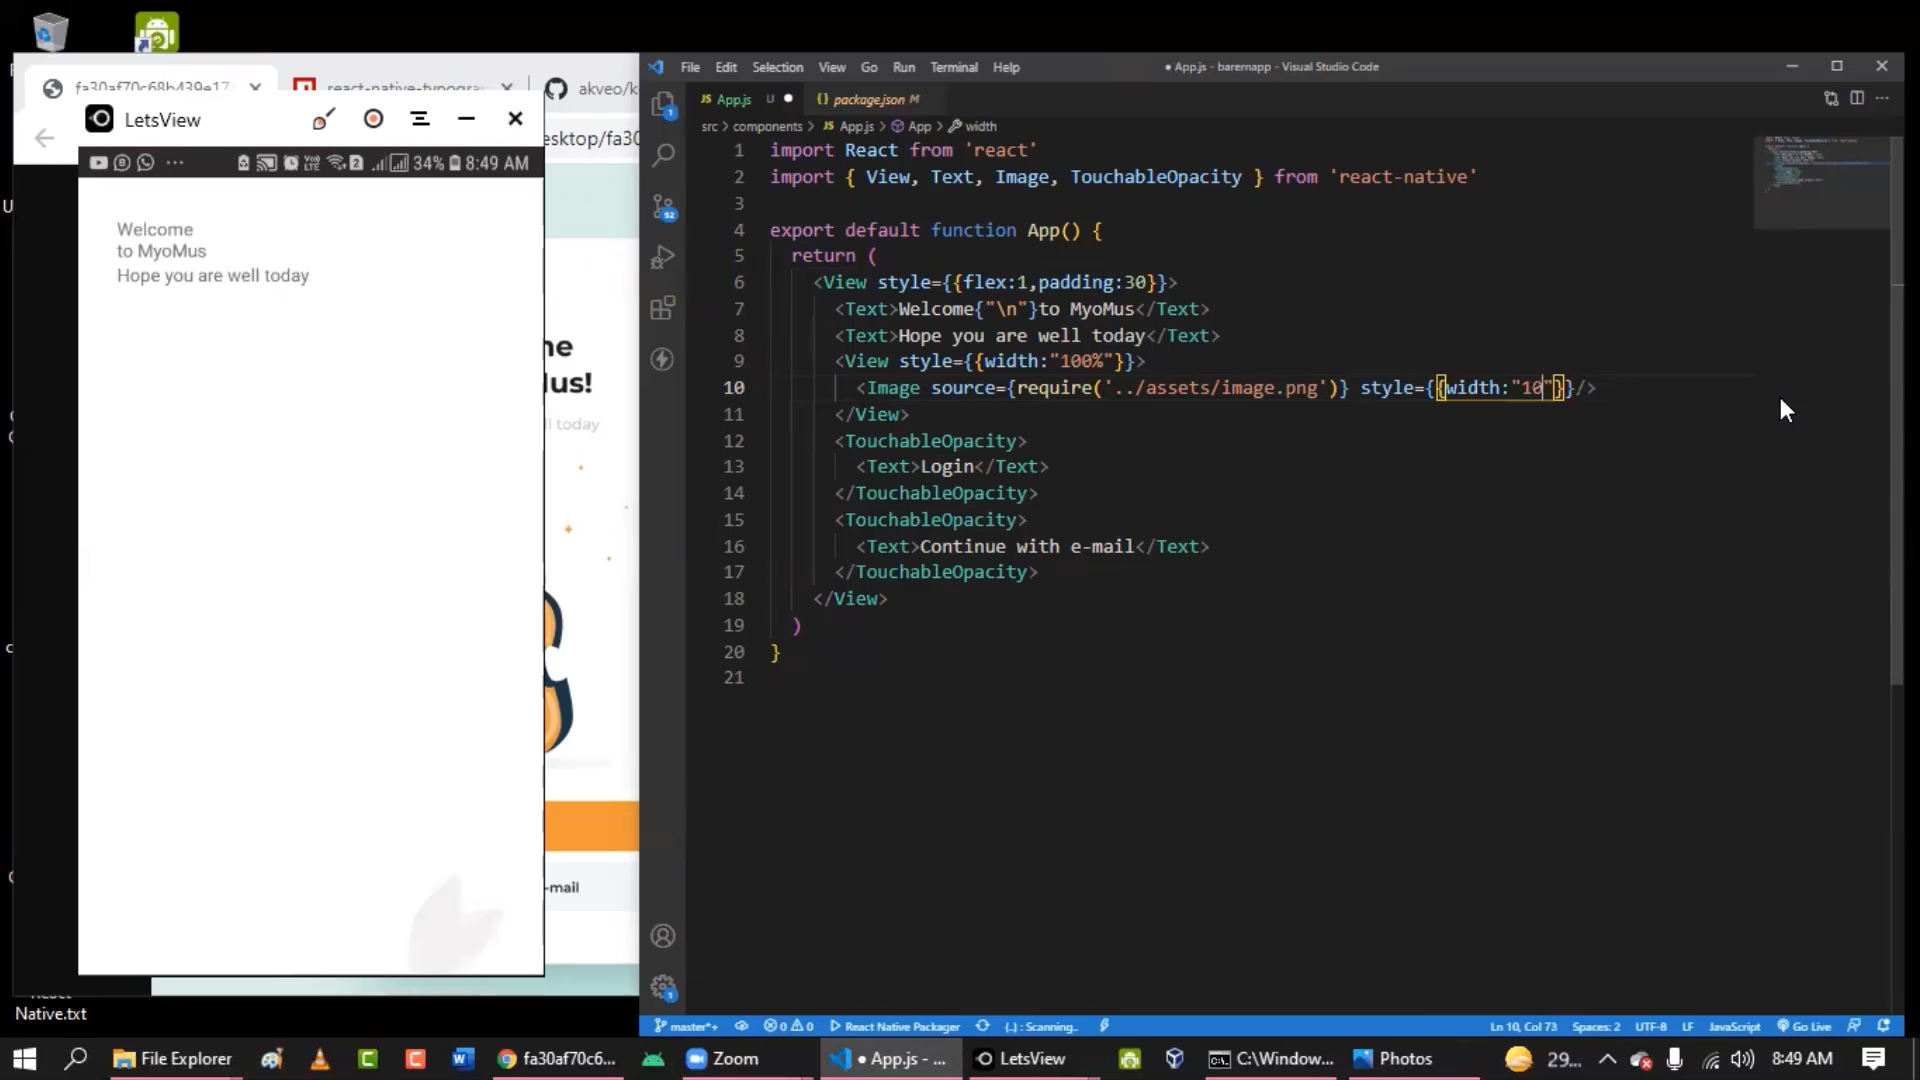 fa30af70c68b439e17
react-native-typogra
akveo/k
esktop/fa30
LetsView
34% 8:49 AM
Welcome
to MyoMus
Hope you are well today
ne
lus!
l today
-mail
Native.txt
File Edit Selection View Go Run Terminal Help
● App.js - baremapp - Visual Studio Code
JS App.js U ●
{} package.json M
src > components > JS App.js > App > width
1 import React from 'react'
2 import { View, Text, Image, TouchableOpacity } from 'react-native'
3
4 export default function App() {
5 return (
6 <View style={{flex:1,padding:30}}>
7 <Text>Welcome{"\n"}to MyoMus</Text>
8 <Text>Hope you are well today</Text>
9 <View style={{width:"100%"}}>
10 <Image source={require('../assets/image.png')} style={{width:"10"}}/>
11 </View>
12 <TouchableOpacity>
13 <Text>Login</Text>
14 </TouchableOpacity>
15 <TouchableOpacity>
16 <Text>Continue with e-mail</Text>
17 </TouchableOpacity>
18 </View>
19 )
20 }
21
92
1
1
master*+ 0 0 React Native Packager {..} : Scanning..
Ln 10, Col 73 Spaces: 2 UTF-8 LF JavaScript Go Live
File Explorer
fa30af70c6...
Zoom
● App.js - ...
LetsView
C:\Window...
Photos
29...
8:49 AM